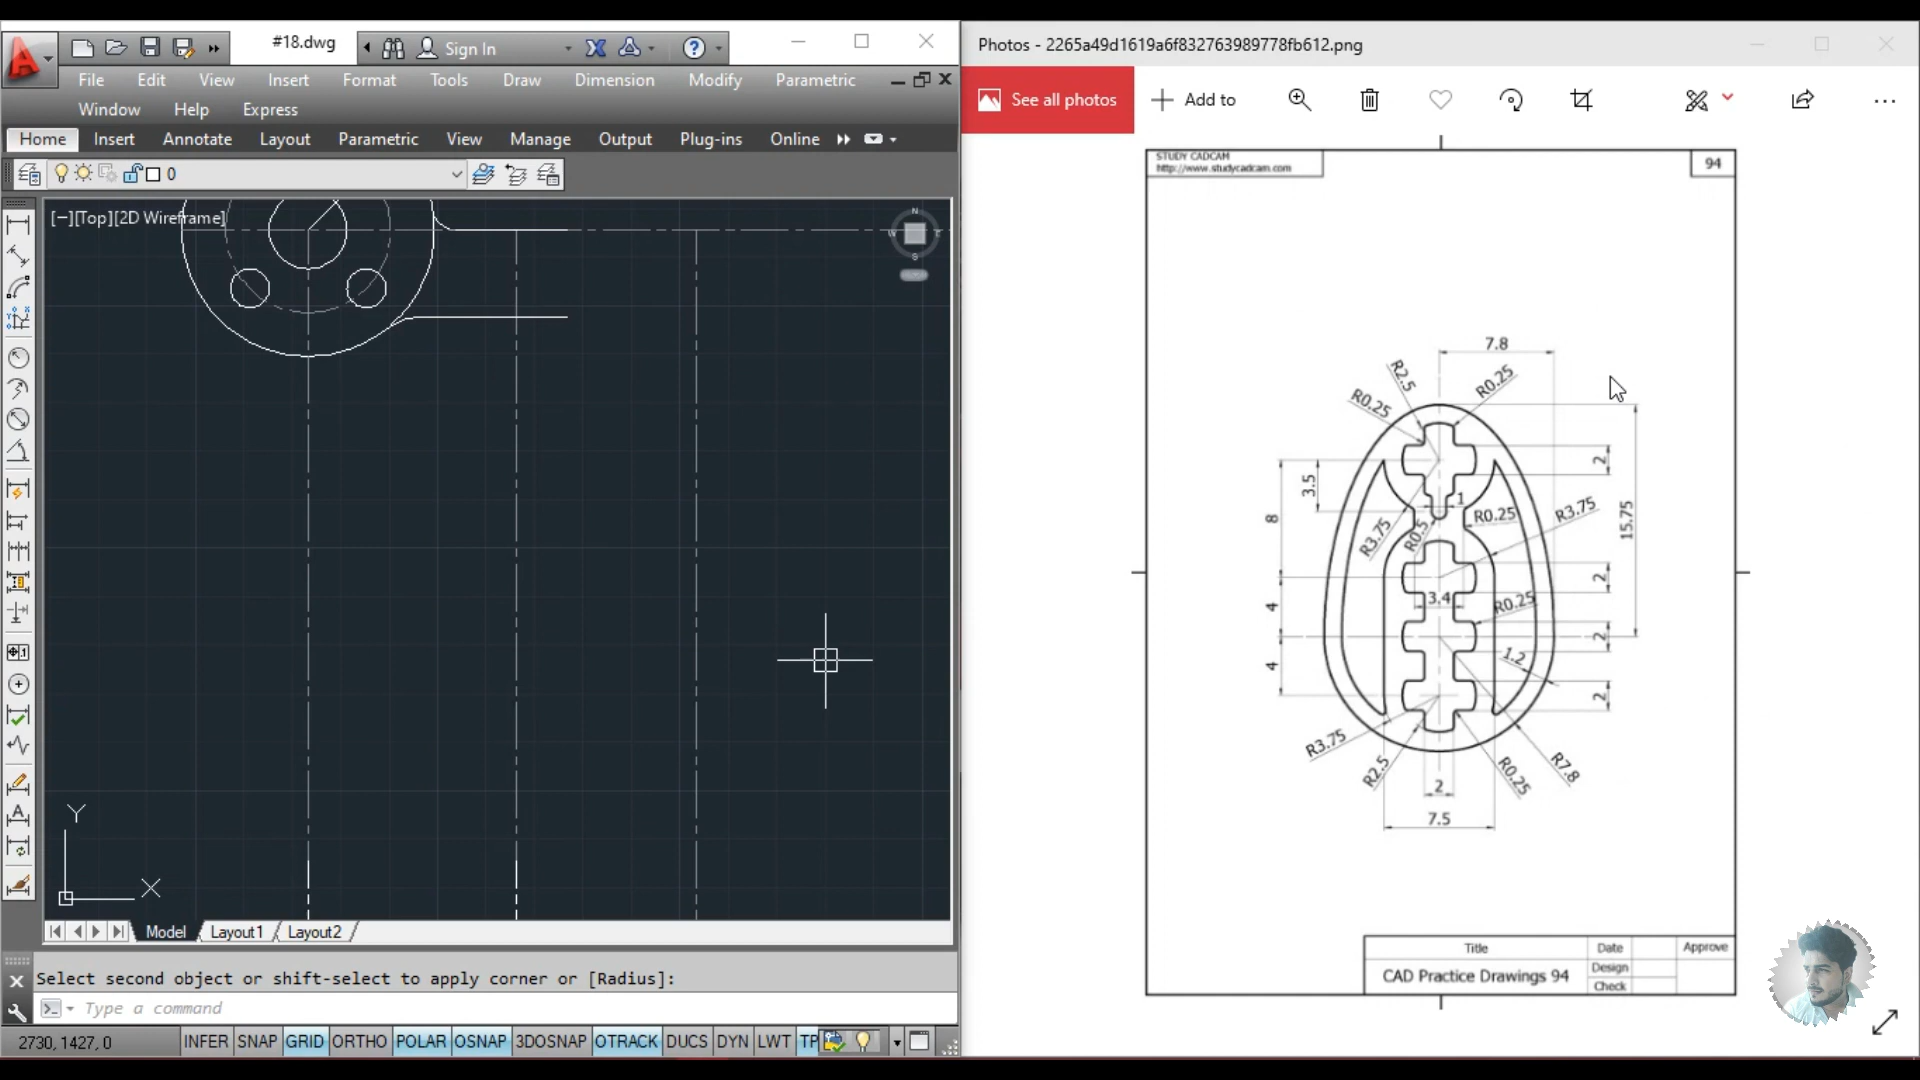 #18.dwg
Sign In
File Edit View Insert Format Tools Draw Dimension Modify Parametric
Window Help Express
Home Insert Annotate Layout Parametric View Manage Output Plug-ins Online
0
[−][Top][2D Wireframe]
N
W
S
Y
X
Model Layout1 Layout2
Select second object or shift-select to apply corner or [Radius]:
Type a command
2730, 1427, 0 INFER SNAP GRID ORTHO POLAR OSNAP 3DOSNAP OTRACK DUCS DYN LWT TP
Photos - 2265a49d1619a6f832763989778fb612.png
See all photos Add to
STUDY CADCAM
http://www.studycadcam.com
94
7.8
R2.5
R0.25
R0.25
2
3.5
1
8
R3.75
R0.5
R0.25
R3.75
15.75
2
4
3.4
R0.25
2
4
1.2
2
R3.75
R2.5
2
R0.25
R7.8
7.5
Title Date Approve
CAD Practice Drawings 94
Design
Check